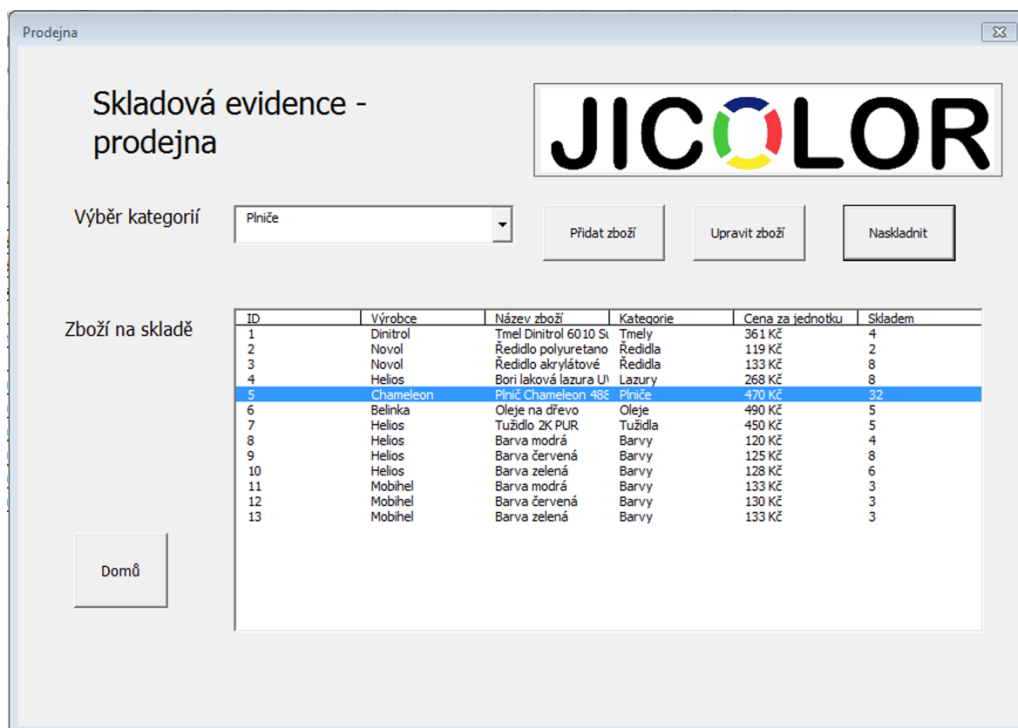 Prodejna
Skladová evidence -
prodejna
JICOLOR
Výběr kategorií
Plniče
Přidat zboží
Upravit zboží
Naskladnit
Zboží na skladě
ID Výrobce Název zboží Kategorie Cena za jednotku Skladem
1 Dinitrol Tmel Dinitrol 6010 Tmely 361 Kč 4
2 Novol Ředidlo polyuretano Ředidla 119 Kč 2
3 Novol Ředidlo akrylátové Ředidla 133 Kč 8
4 Helios Bori laková lazura Lazury 268 Kč 8
5 Chameleon Plnič Chameleon 488 Plniče 470 Kč 32
6 Belinka Oleje na dřevo Oleje 490 Kč 5
7 Helios Tužidlo 2K PUR Tužidla 450 Kč 5
8 Helios Barva modrá Barvy 120 Kč 4
9 Helios Barva červená Barvy 125 Kč 8
10 Helios Barva zelená Barvy 128 Kč 6
11 Mobihel Barva modrá Barvy 133 Kč 3
12 Mobihel Barva červená Barvy 130 Kč 3
13 Mobihel Barva zelená Barvy 133 Kč 3
Domů